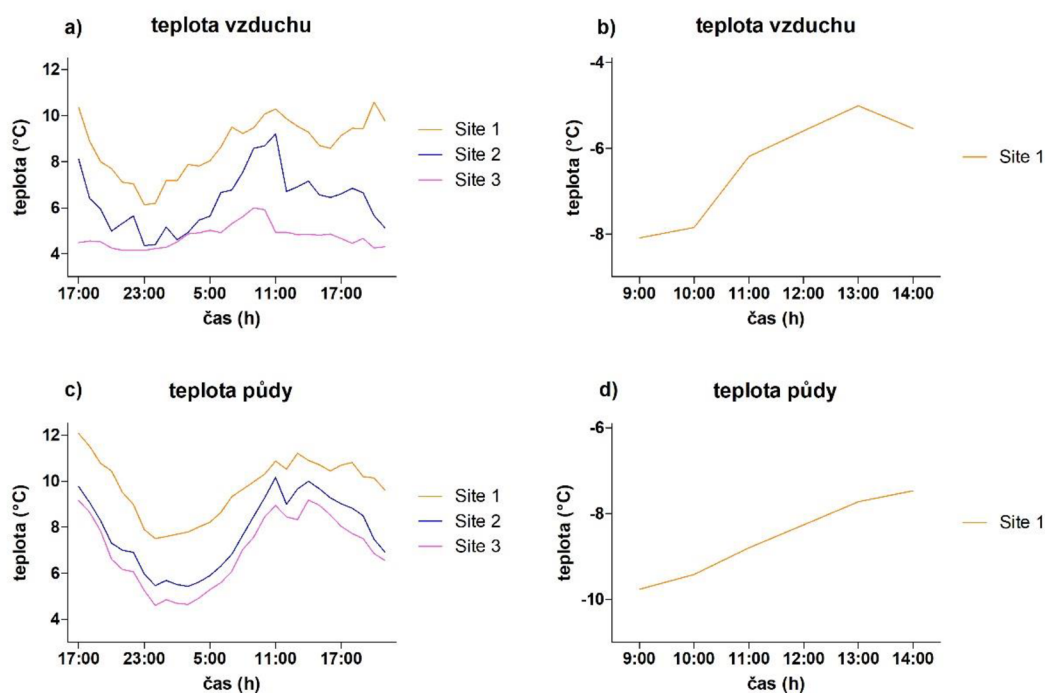 a) teplota vzduchu
12
10
8
6
4
teplota (°C)
17:00 23:00 5:00 11:00 17:00
čas (h)
Site 1
Site 2
Site 3
b) teplota vzduchu
-4
-6
-8
teplota (°C)
9:00 10:00 11:00 12:00 13:00 14:00
čas (h)
Site 1
c) teplota půdy
12
10
8
6
4
teplota (°C)
17:00 23:00 5:00 11:00 17:00
čas (h)
Site 1
Site 2
Site 3
d) teplota půdy
-6
-8
-10
teplota (°C)
9:00 10:00 11:00 12:00 13:00 14:00
čas (h)
Site 1